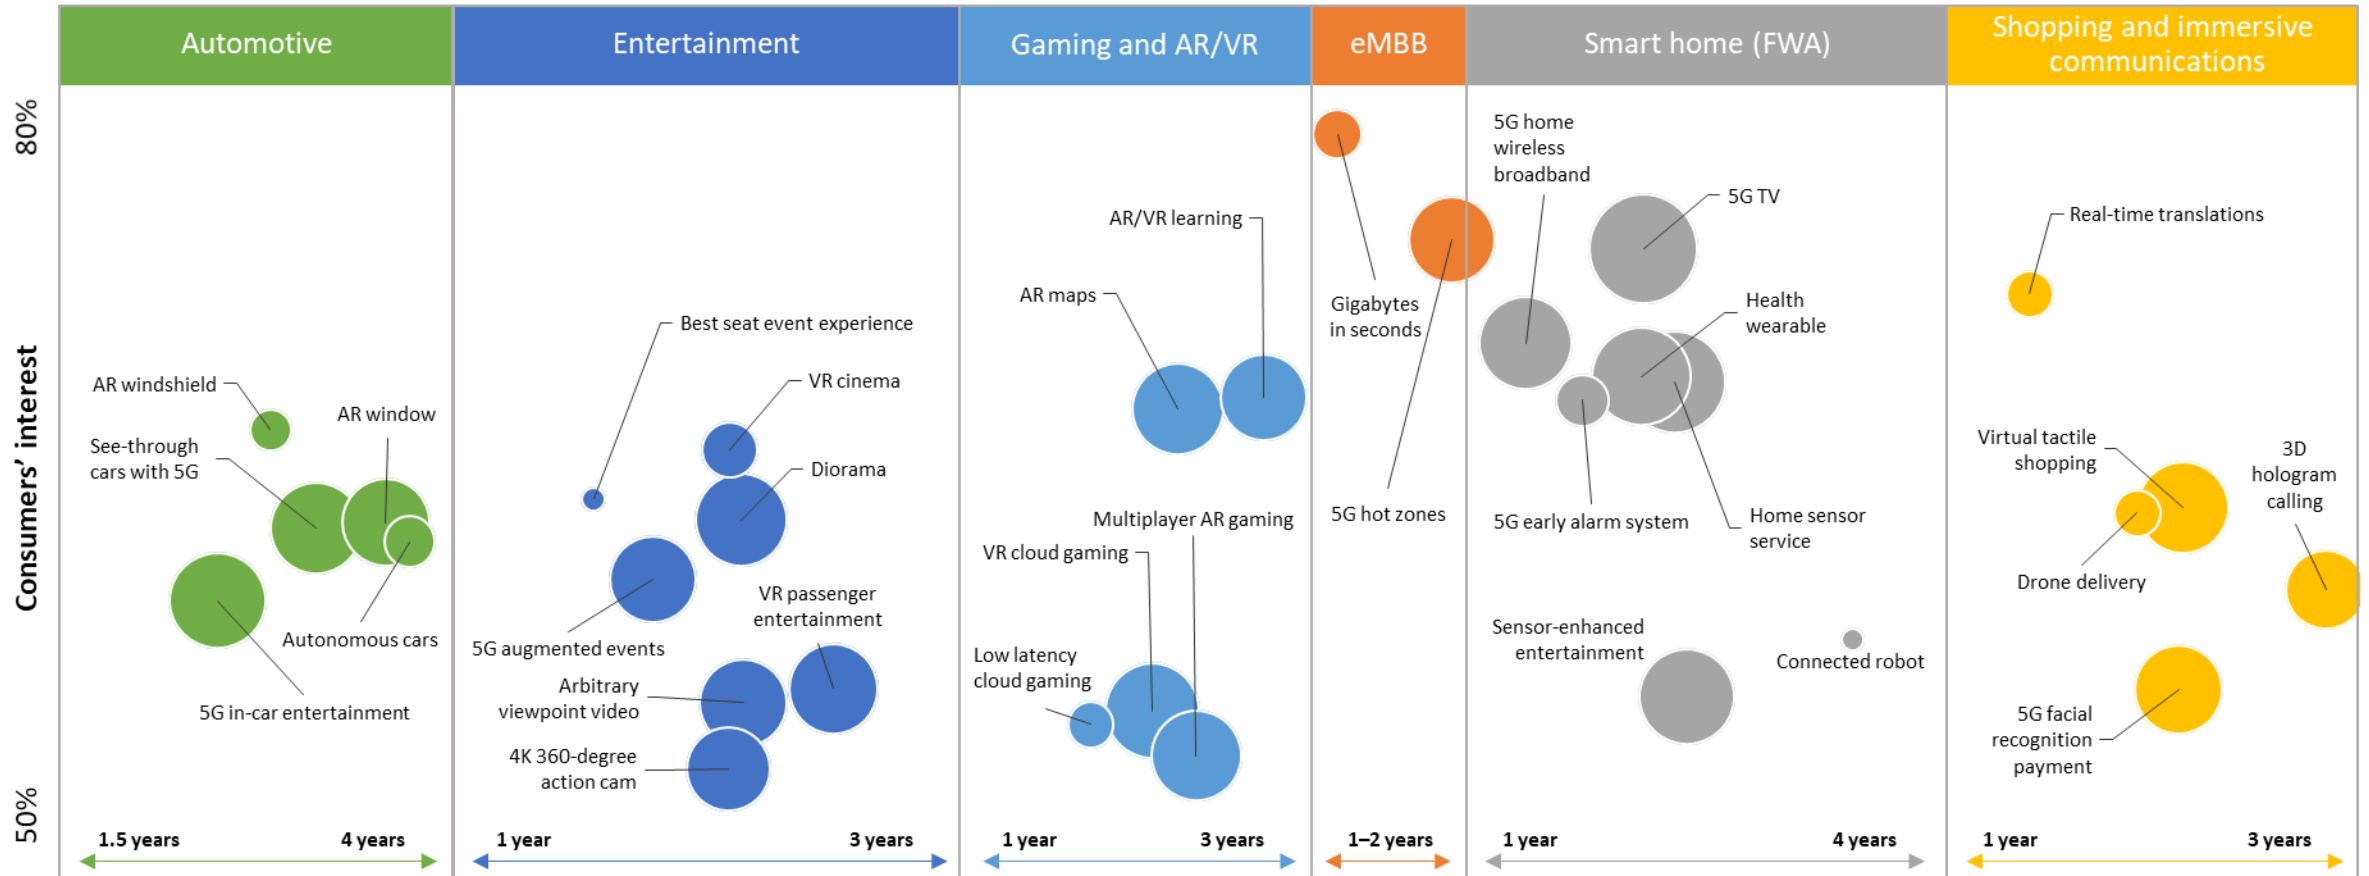 Automotive
Entertainment
Gaming and AR/VR
eMBB
Smart home (FWA)
Shopping and immersive
communications
80%
Consumers' interest
50%
AR windshield
See-through
cars with 5G
AR window
Autonomous cars
5G in-car entertainment
1.5 years
4 years
Best seat event experience
VR cinema
Diorama
5G augmented events
VR passenger
entertainment
Arbitrary
viewpoint video
4K 360-degree
action cam
1 year
3 years
AR/VR learning
AR maps
Multiplayer AR gaming
VR cloud gaming
Low latency
cloud gaming
1 year
3 years
Gigabytes
in seconds
5G hot zones
1–2 years
5G home
wireless
broadband
5G TV
Health
wearable
5G early alarm system
Home sensor
service
Sensor-enhanced
entertainment
Connected robot
1 year
4 years
Real-time translations
Virtual tactile
shopping
3D
hologram
calling
Drone delivery
5G facial
recognition
payment
1 year
3 years